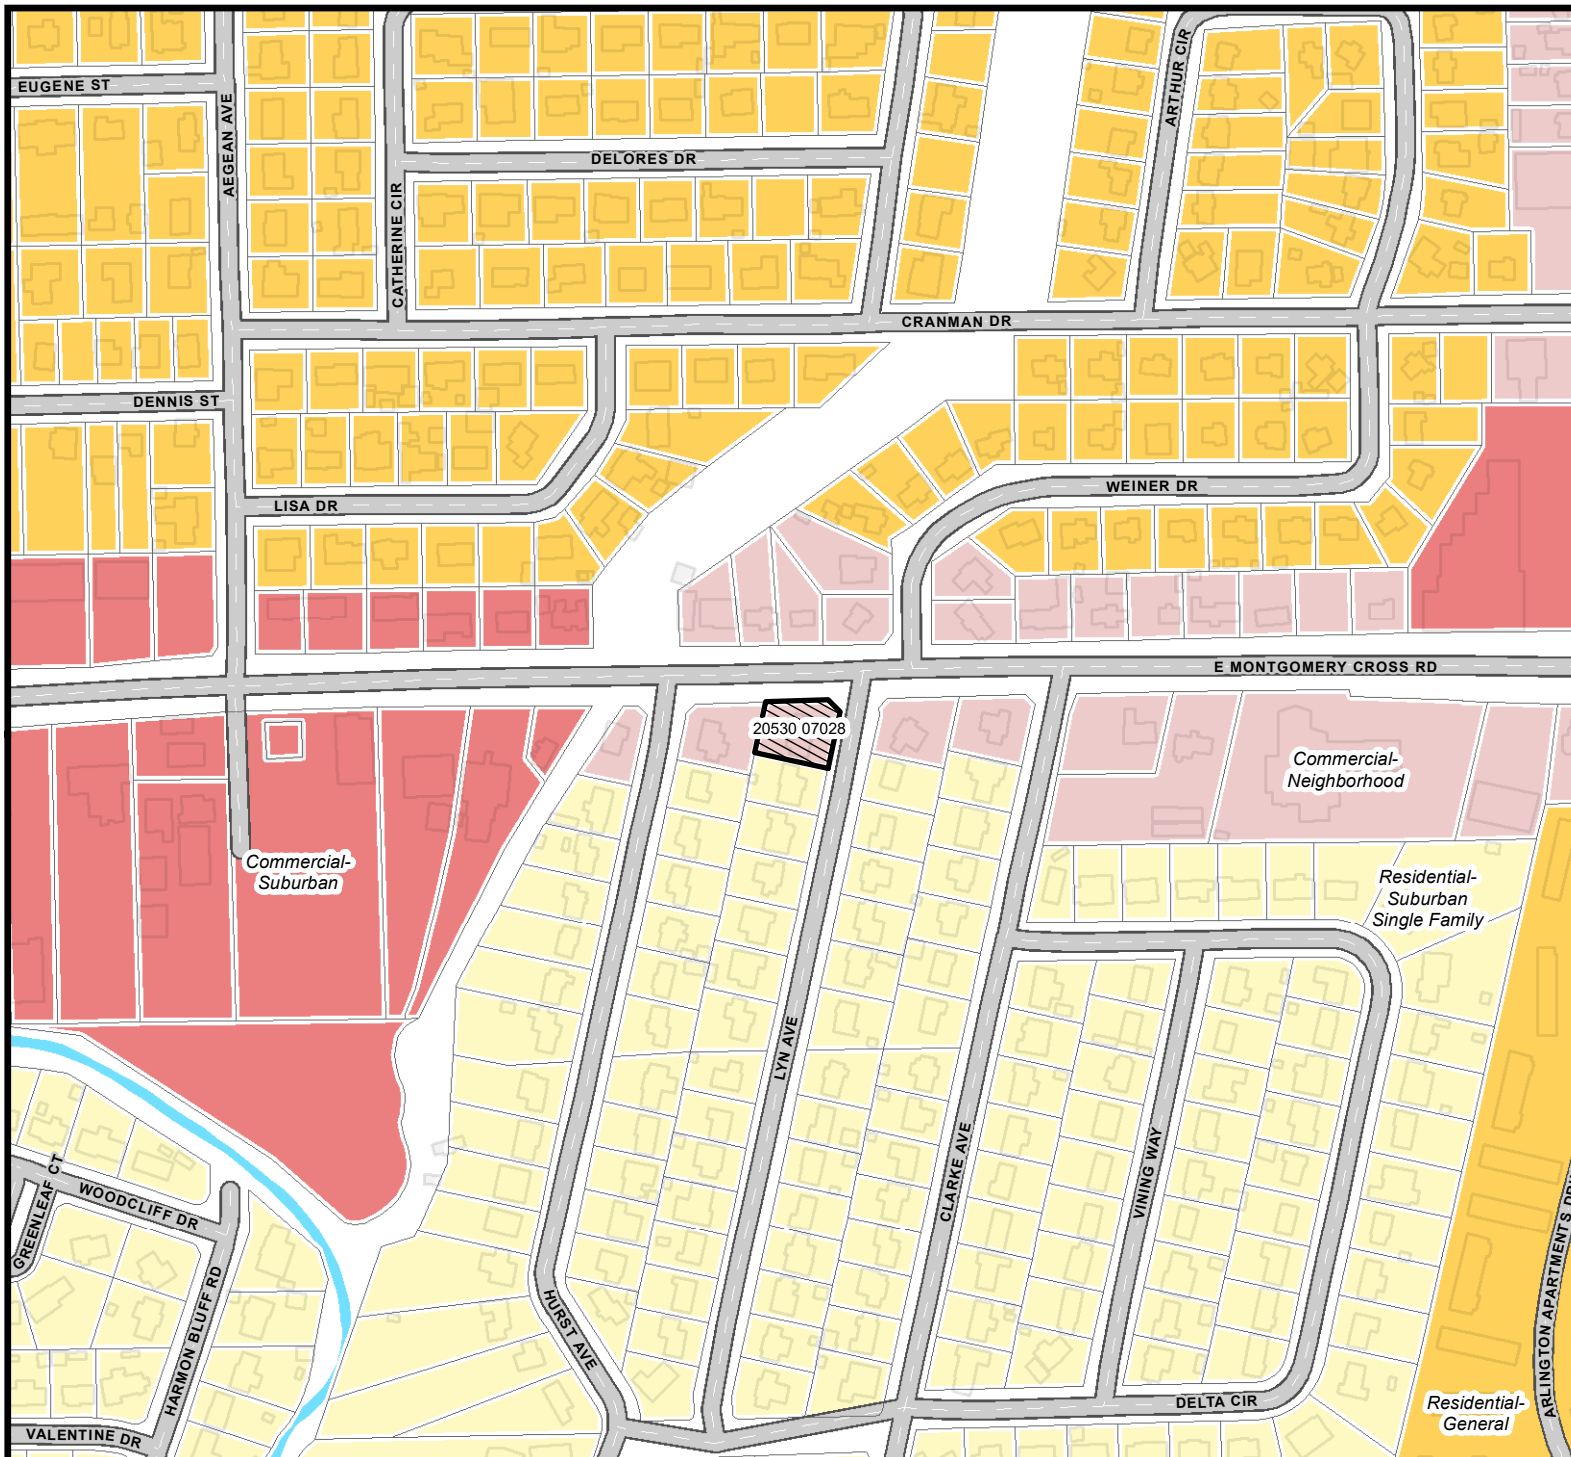 EUGENE ST
AEGEAN AVE
ARTHUR CIR
DELORES DR
CATHERINE CIR
CRANMAN DR
DENNIS ST
LISA DR
WEINER DR
E MONTGOMERY CROSS RD
20530 07028
Commercial-
Neighborhood
Commercial-
Suburban
Residential-
Suburban
Single Family
LYN AVE
CLARKE AVE
VINING WAY
GREENLEAF CT
WOODCLIFF DR
HARMON BLUFF RD
HURST AVE
ARLINGTON APARTMENTS DRV
DELTA CIR
Residential-
General
VALENTINE DR